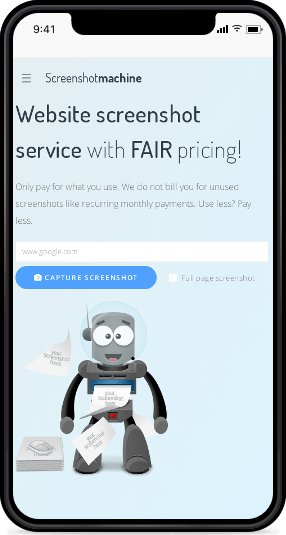 9:41
Screenshotmachine
Website screenshot
service with FAIR pricing!
Only pay for what you use. We do not bill you for unused
screenshots like recurring monthly payments. Use less? Pay
less.
www.google.com
CAPTURE SCREENSHOT Full page screenshot
your
screenshot
here
your
screenshot
here
your
screenshot
here